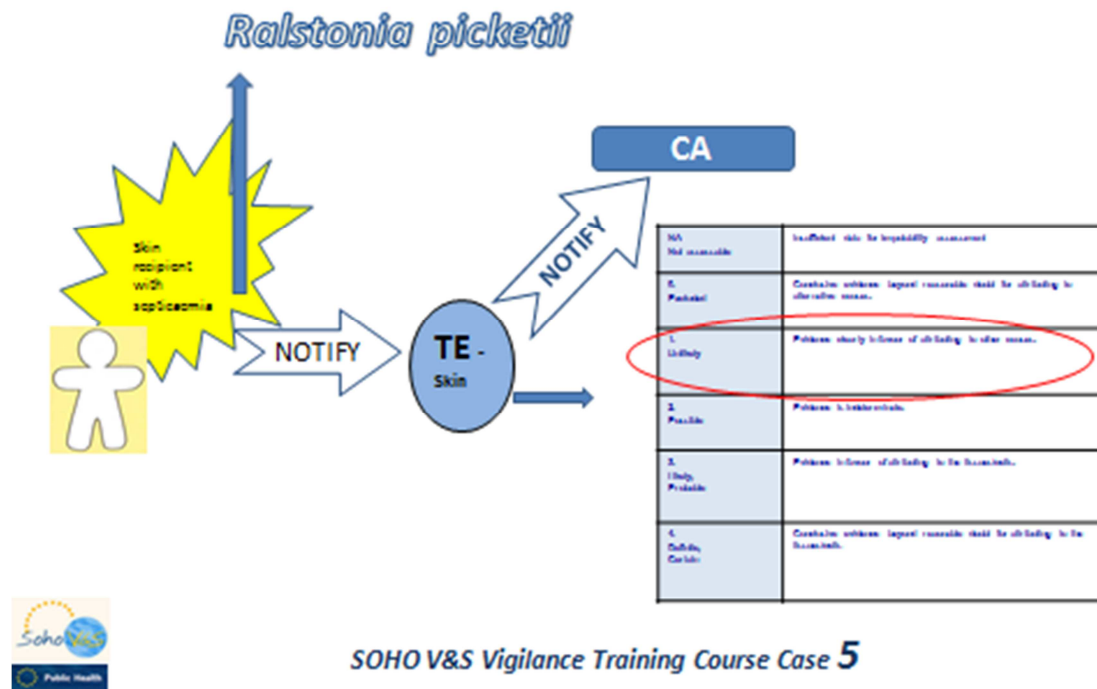 Ralstonia picketii
CA
Skin
recipient
with
septicaemia
NOTIFY
NOTIFY
TE -
Skin
NA
Not assessable
Insufficient data for imputability assessment
0.
Excluded
Conclusive evidence beyond reasonable doubt for attributing to
alternative causes.
1.
Unlikely
Evidence clearly in favour of attributing to other causes.
2.
Possible
Evidence is indeterminate.
3.
Likely,
Probable
Evidence in favour of attributing to the tissues/cells.
4.
Definite,
Certain
Conclusive evidence beyond reasonable doubt for attributing to the
tissues/cells.
Soho V&S
Public Health
SOHO V&S Vigilance Training Course Case 5